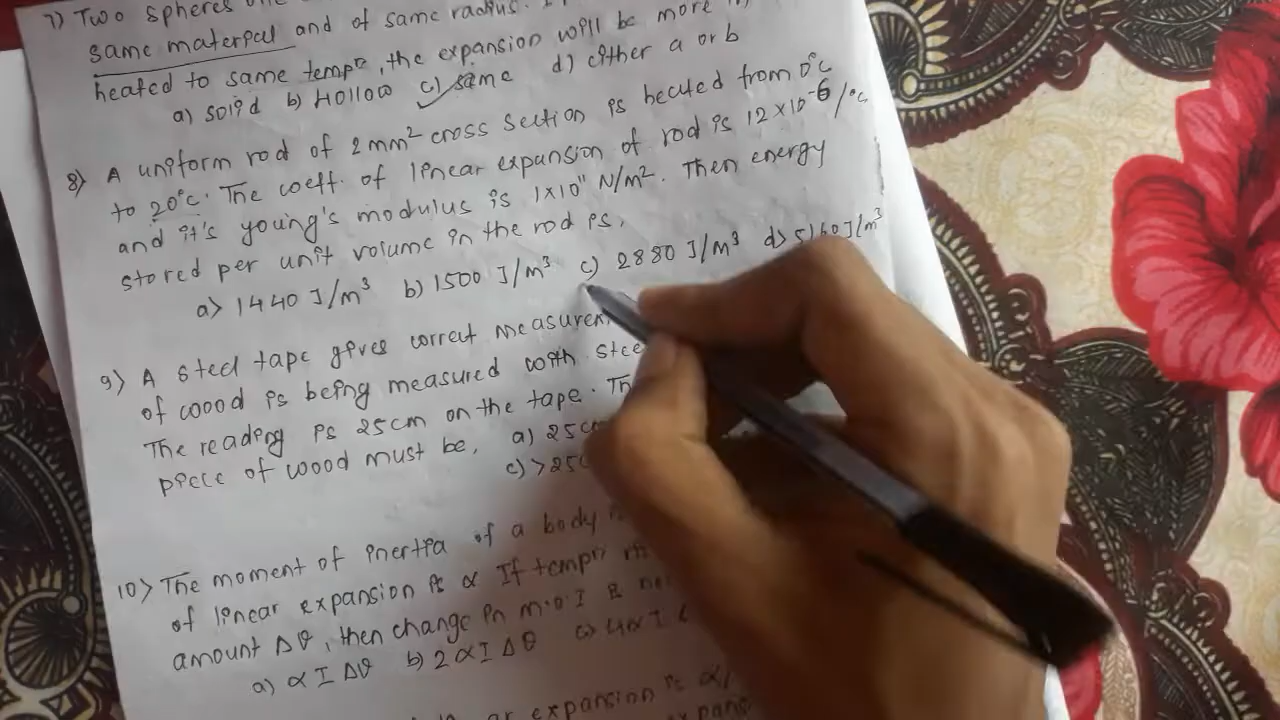 7) Two spheres
same material and of same radius.
heated to same tempr, the expansion will be more in
a) solid b) Hollow c) same d) either a or b
8) A uniform rod of 2mm² cross section is heated from 0°C
to 20°C. The coeff. of linear expansion of rod is 12×10⁻⁶/°C
and it's young's modulus is 1×10¹¹ N/m². Then energy
stored per unit volume in the rod is,
a) 1440 J/m³ b) 1500 J/m³ c) 2880 J/m³ d) 5160 J/m³
9) A steel tape gives correct
of wood is being measured with
The reading is 25cm on the tape.
piece of wood must be, a)
c)
10) The moment of inertia of a body
of linear expansion is α If tempr
amount Δθ, then change in M.O.I
a) αIΔθ b) 2αIΔθ c) 4αI
expansion is